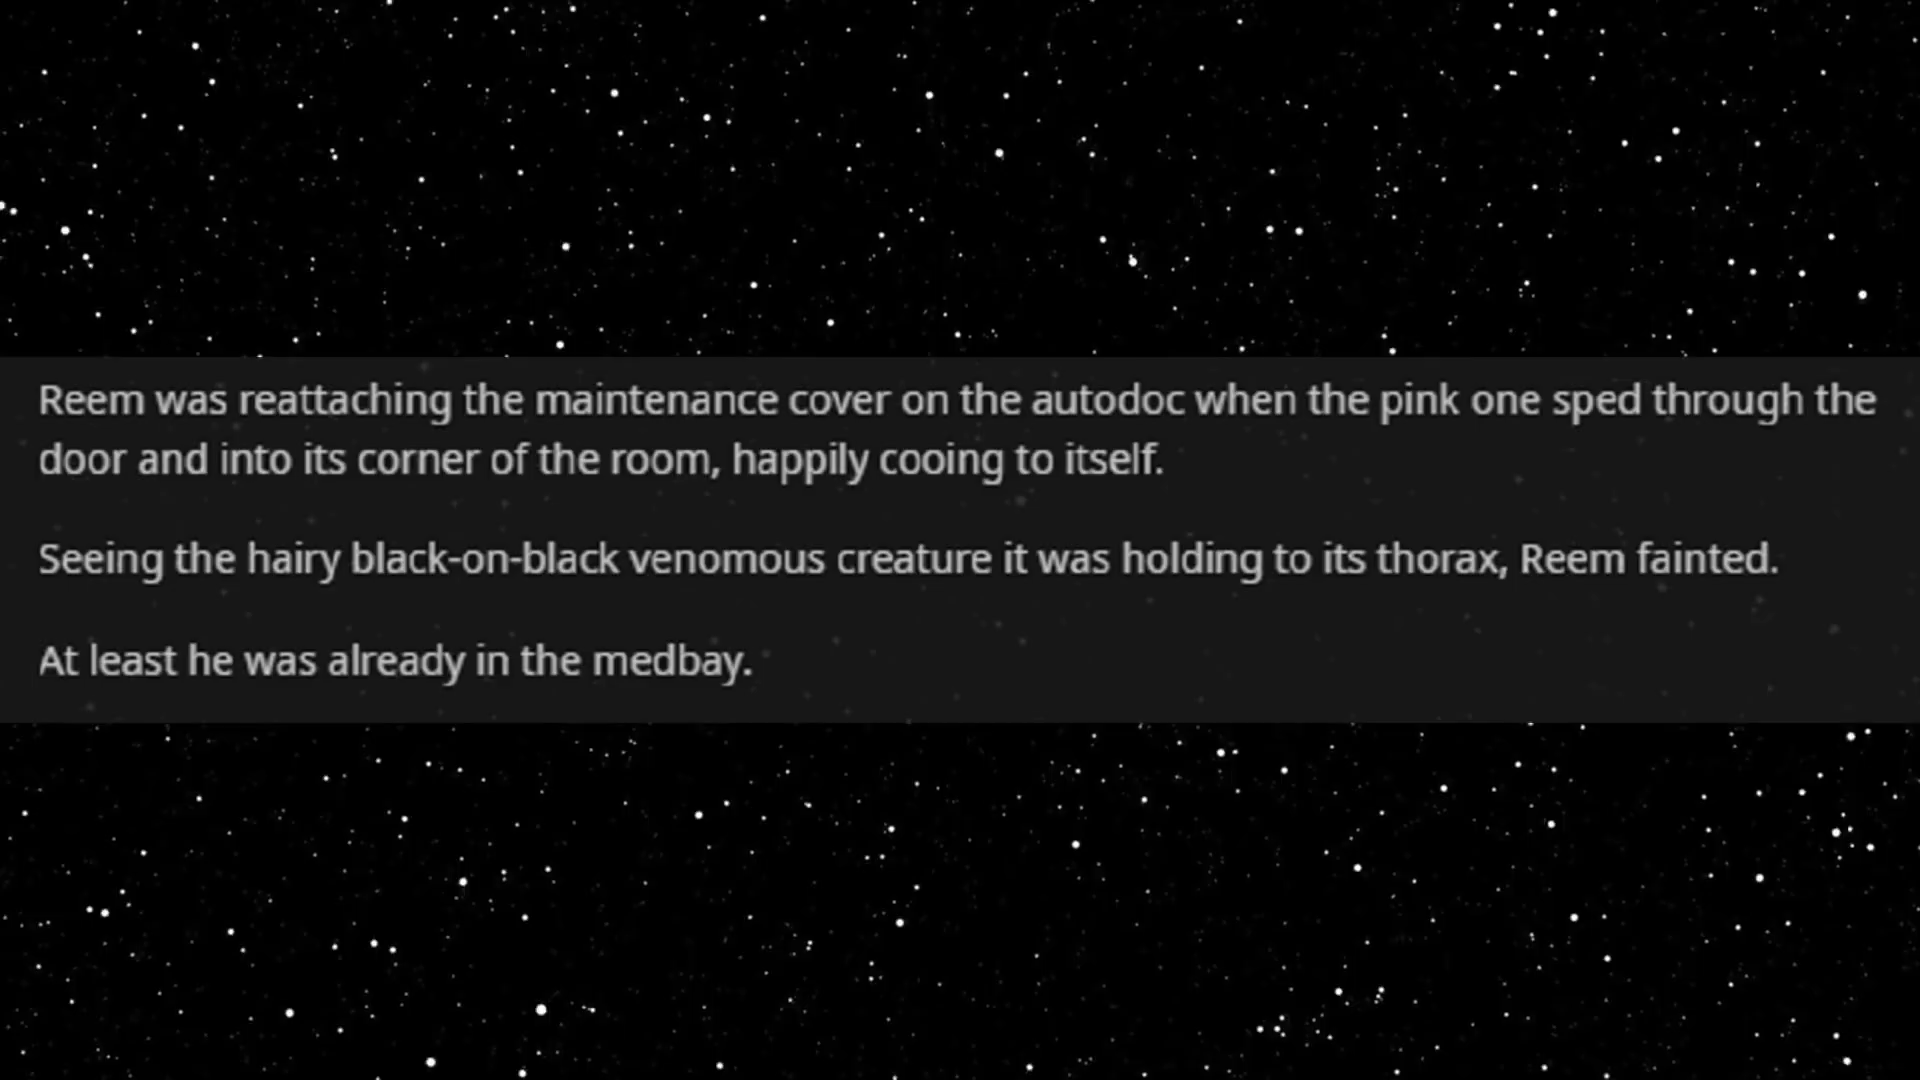 Reem was reattaching the maintenance cover on the autodoc when the pink one sped through the
door and into its corner of the room, happily cooing to itself.
Seeing the hairy black-on-black venomous creature it was holding to its thorax, Reem fainted.
At least he was already in the medbay.